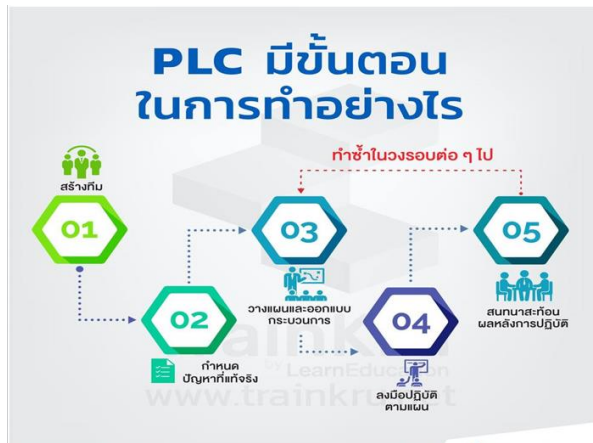 PLC มีขั้นตอน
ในการทำอย่างไร
ทำซ้ำในวงรอบต่อ ๆ ไป
สร้างทีม
01
03
05
วางแผนและออกแบบ
กระบวนการ
สนทนาสะท้อน
ผลหลังการปฏิบัติ
02
04
กำหนด
ปัญหาที่แท้จริง
LearnEducation
www.trainkru.net
ลงมือปฏิบัติ
ตามแผน